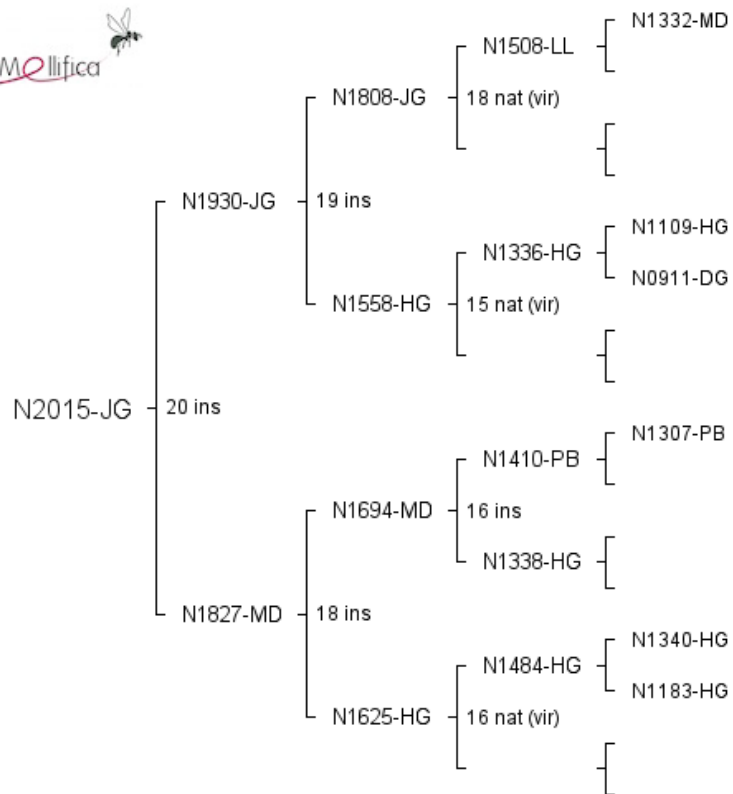 Mellifica
N1332-MD
N1508-LL
N1808-JG
18 nat (vir)
N1930-JG
19 ins
N1109-HG
N1336-HG
N0911-DG
N1558-HG
15 nat (vir)
N2015-JG
20 ins
N1307-PB
N1410-PB
N1694-MD
16 ins
N1338-HG
N1827-MD
18 ins
N1340-HG
N1484-HG
N1183-HG
N1625-HG
16 nat (vir)